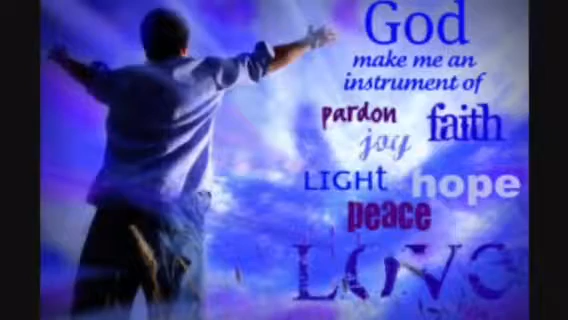 God
make me an
instrument of
pardon faith
joy
LIGHt hope
peace
LOVe